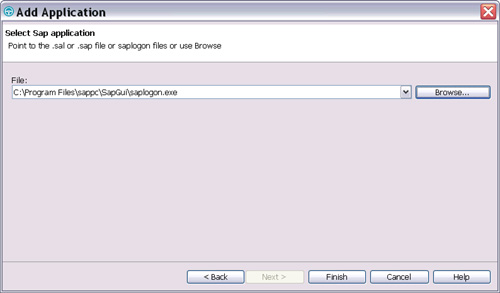 Add Application
Select Sap application
Point to the .sal or .sap file or saplogon files or use Browse
File:
C:\Program Files\sappc\SapGui\saplogon.exe
Browse...
< Back
Next >
Finish
Cancel
Help